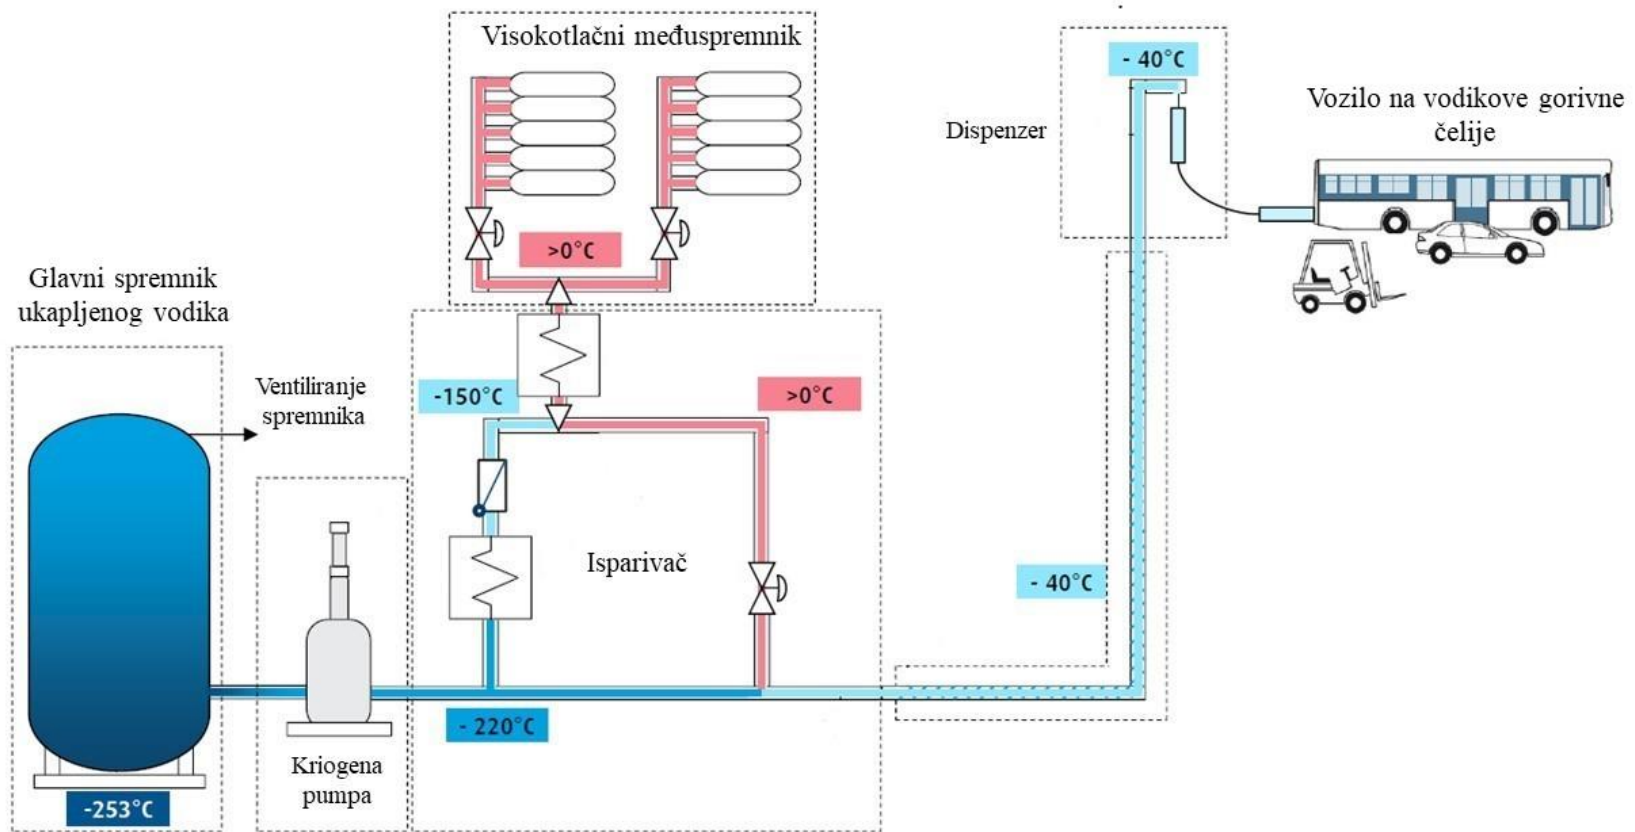 Visokotlačni međuspremnik
- 40°C
Vozilo na vodikove gorivne
čelije
Dispenzer
>0°C
Glavni spremnik
ukapljenog vodika
Ventiliranje
spremnika
-150°C
>0°C
Isparivač
- 40°C
- 220°C
Kriogena
pumpa
-253°C